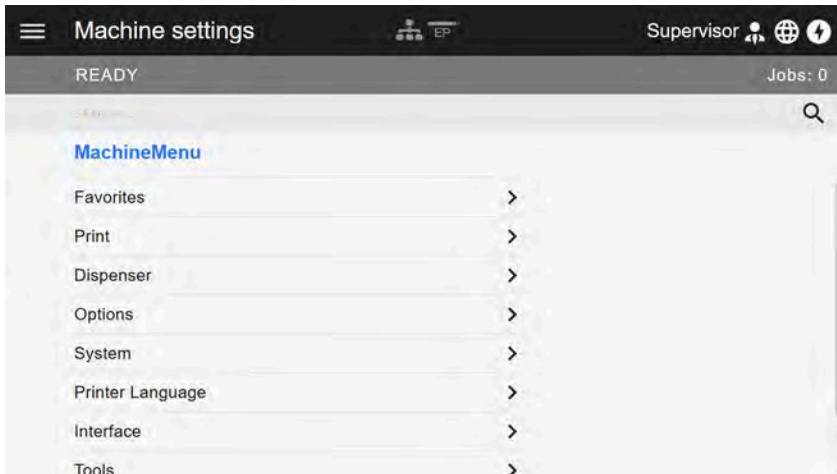 Machine settings EP Supervisor
READY Jobs: 0
MachineMenu
Favorites
Print
Dispenser
Options
System
Printer Language
Interface
Tools